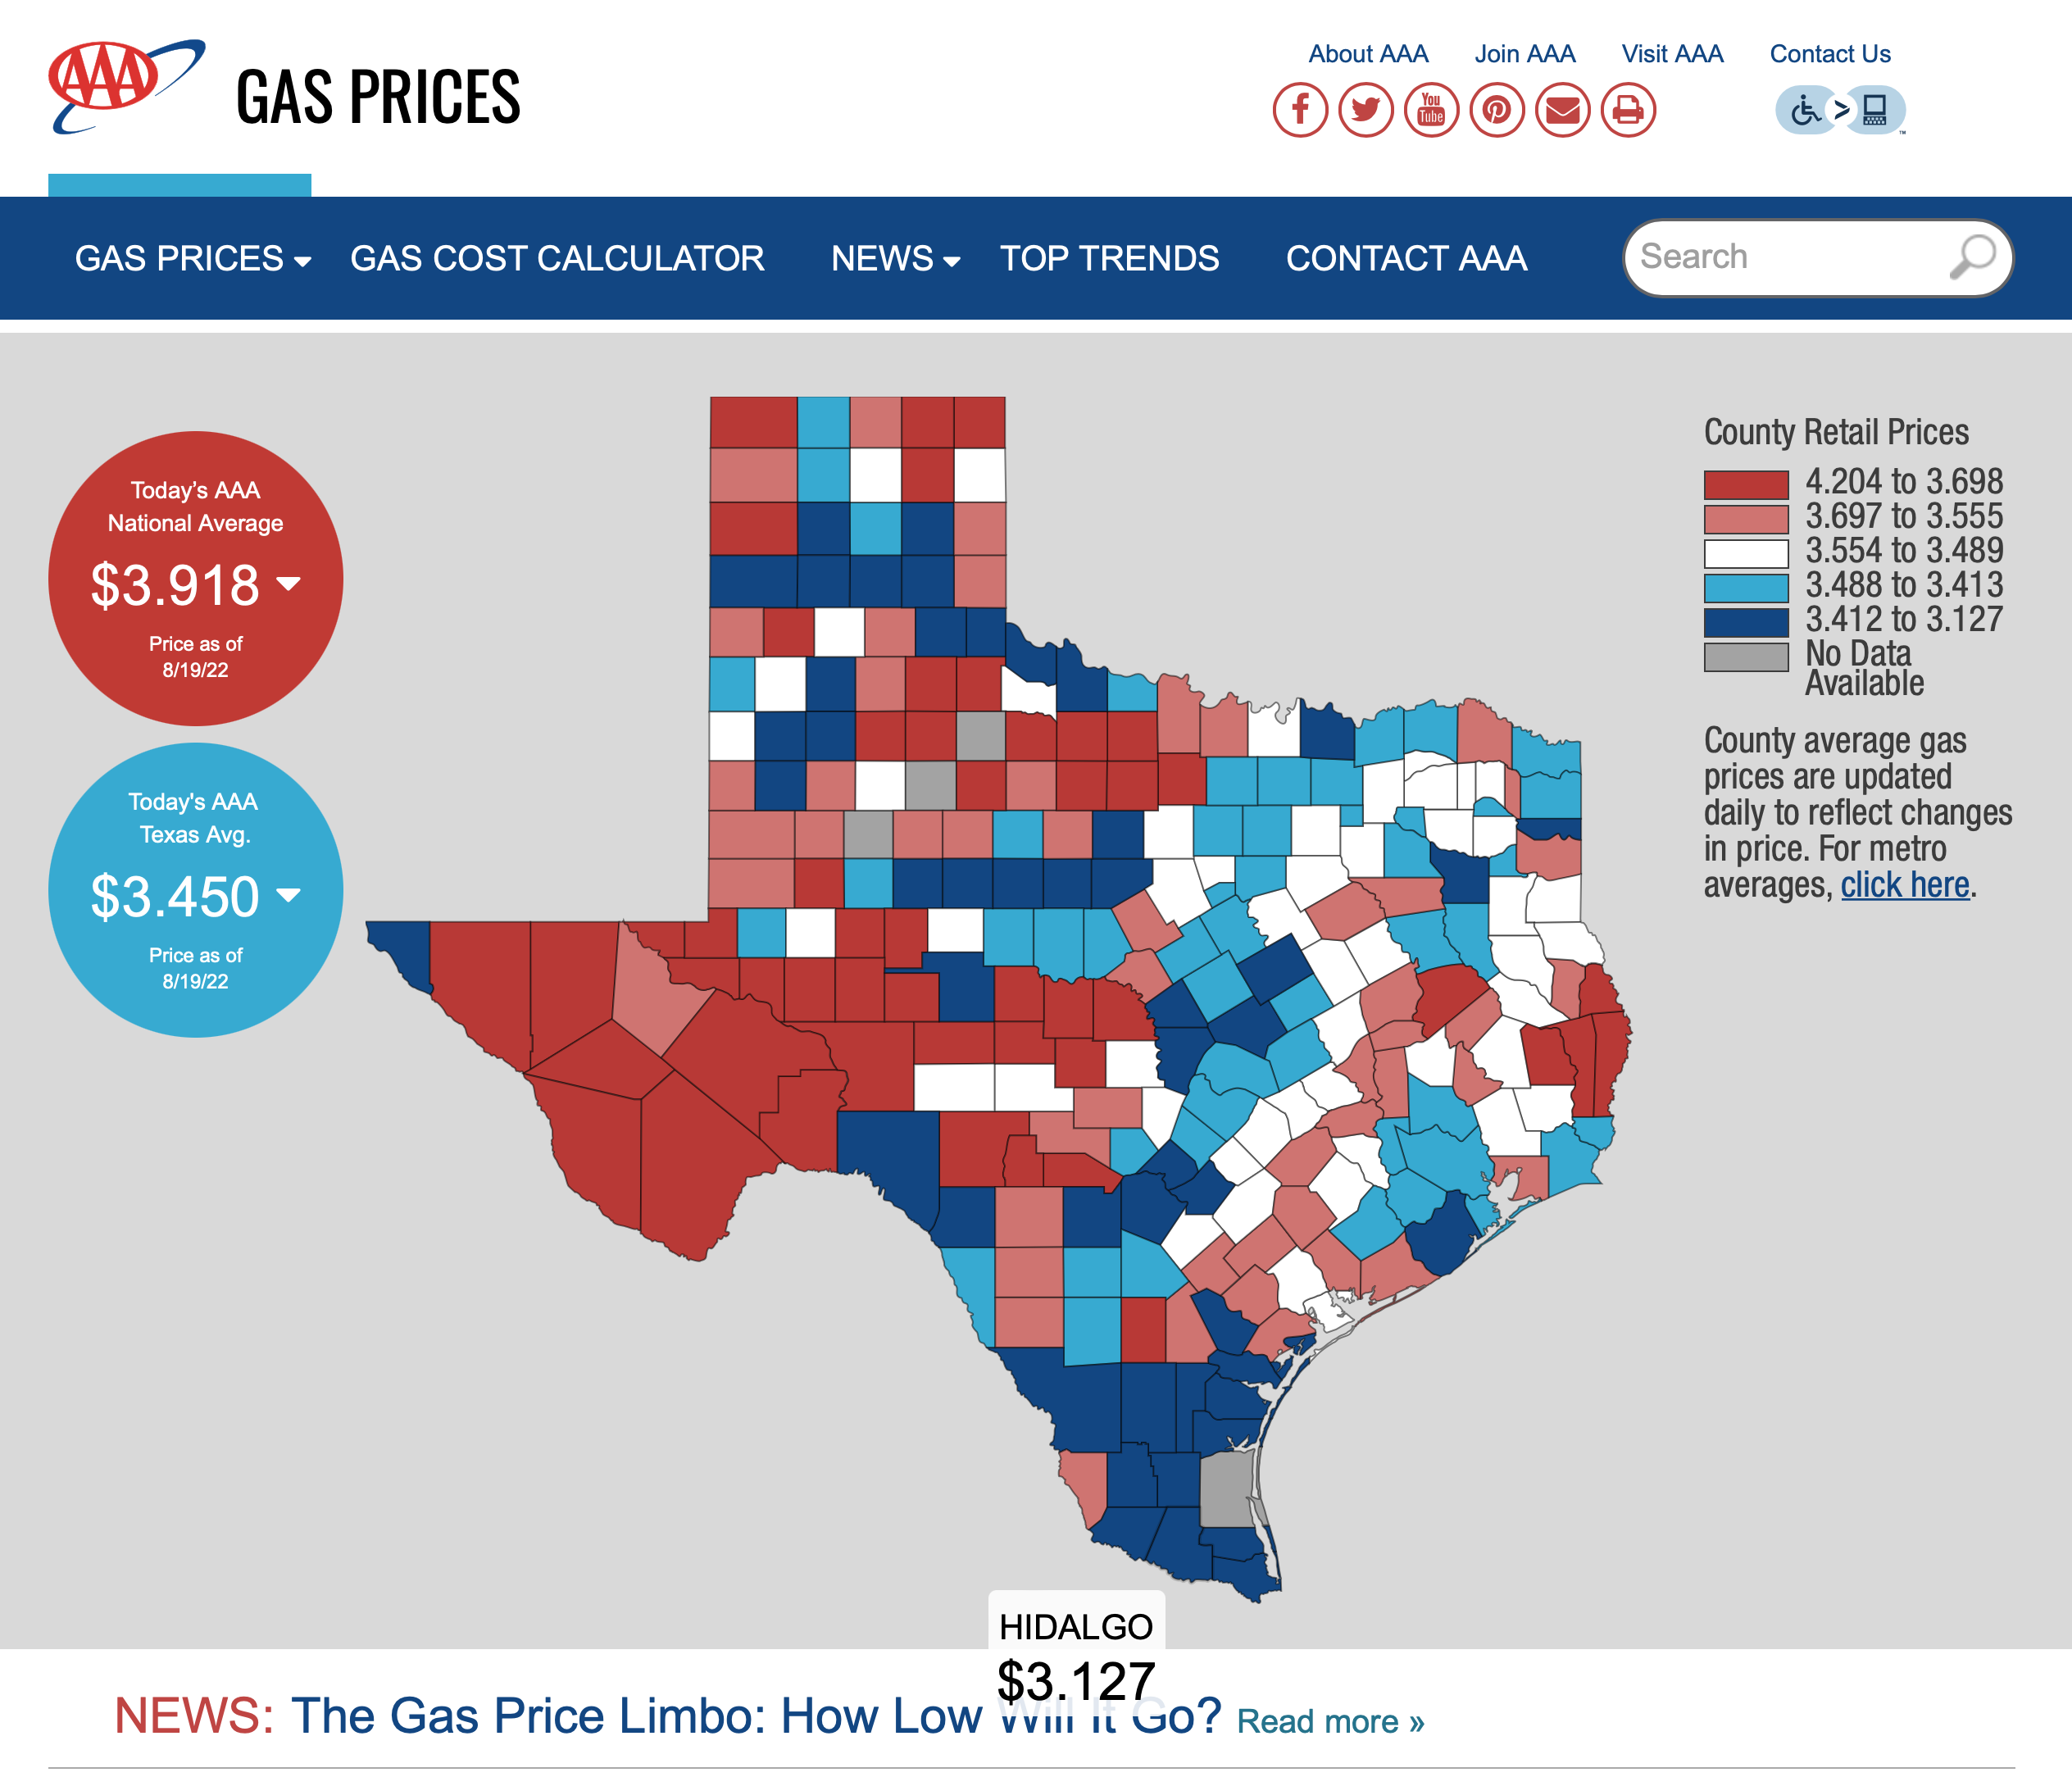 AAA
GAS PRICES
About AAA
Join AAA
Visit AAA
Contact Us
You
Tube
GAS PRICES
GAS COST CALCULATOR
NEWS
TOP TRENDS
CONTACT AAA
Search
Today's AAA
National Average
$3.918
Price as of
8/19/22
Today's AAA
Texas Avg.
$3.450
Price as of
8/19/22
County Retail Prices
4.204 to 3.698
3.697 to 3.555
3.554 to 3.489
3.488 to 3.413
3.412 to 3.127
No Data
Available
County average gas
prices are updated
daily to reflect changes
in price. For metro
averages, click here.
HIDALGO
$3.127
NEWS: The Gas Price Limbo: How Low Will It Go? Read more »